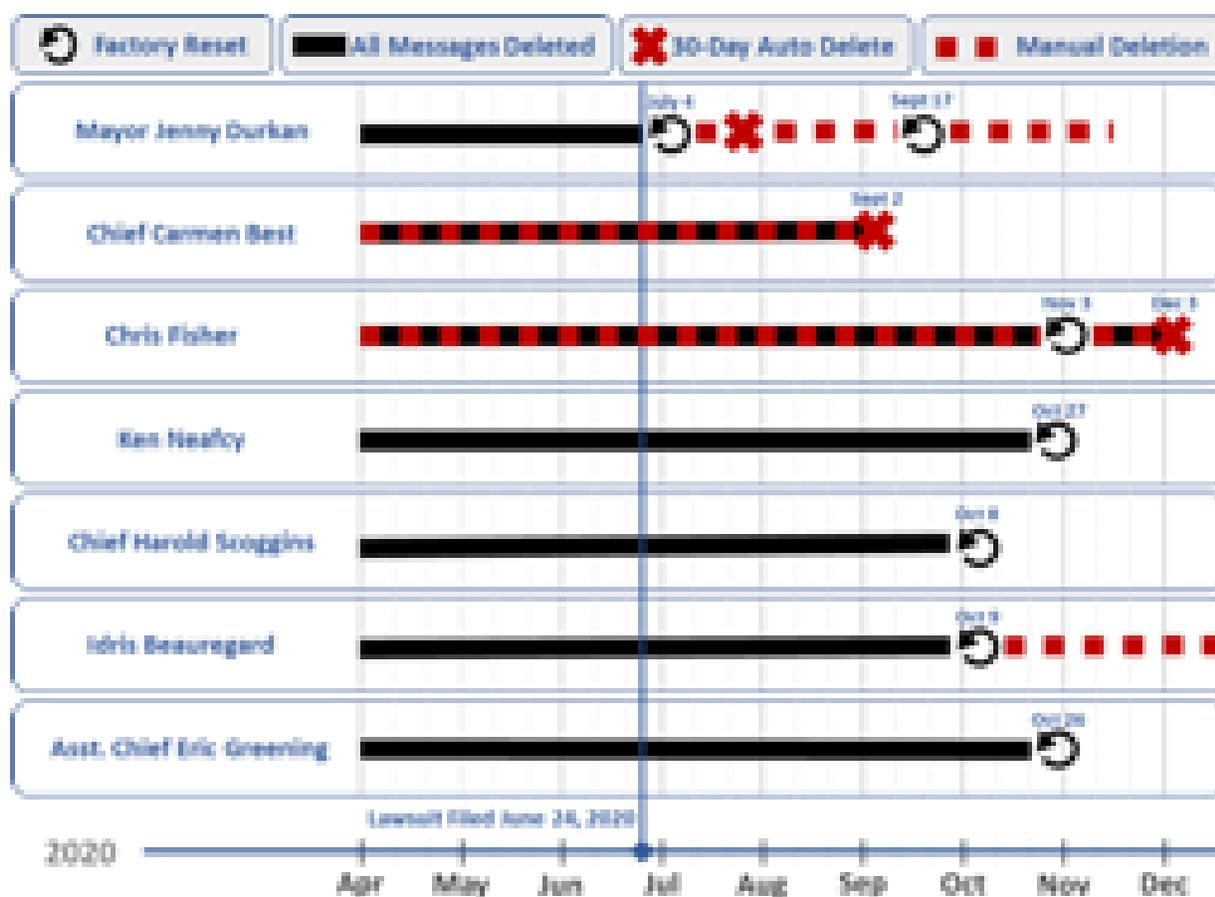 Factory Reset
All Messages Deleted
30-Day Auto Delete
Manual Deletion
July 4
Sept 17
Mayor Jenny Durkan
Sept 2
Chief Carmen Best
Nov 3
Dec 3
Chris Fisher
Oct 27
Ken Neafcy
Oct 8
Chief Harold Scoggins
Oct 9
Idris Beauregard
Oct 26
Asst. Chief Eric Greening
Lawsuit Filed June 24, 2020
2020
Apr May Jun Jul Aug Sep Oct Nov Dec